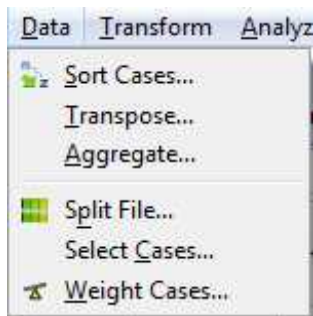 Data Transform Analyz
Sort Cases...
Transpose...
Aggregate...
Split File...
Select Cases...
Weight Cases...